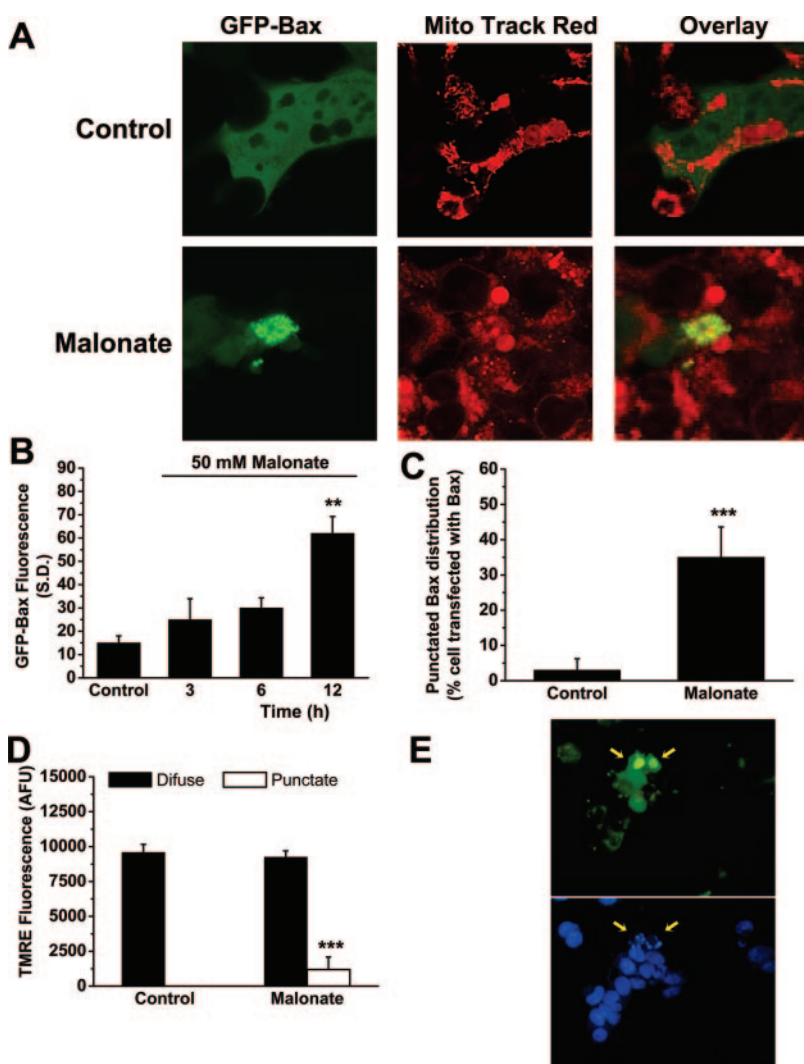 A
GFP-Bax
Mito Track Red
Overlay
Control
Malonate
B
50 mM Malonate
GFP-Bax Fluorescence
(S.D.)
90
80
70
60
50
40
30
20
10
0
**
Control
3
6
12
Time (h)
C
Punctated Bax distribution
(% cell transfected with Bax)
60
50
40
30
20
10
0
***
Control
Malonate
D
TMRE Fluorescence (AFU)
15000
12500
10000
7500
5000
2500
0
Difuse
Punctate
***
Control
Malonate
E